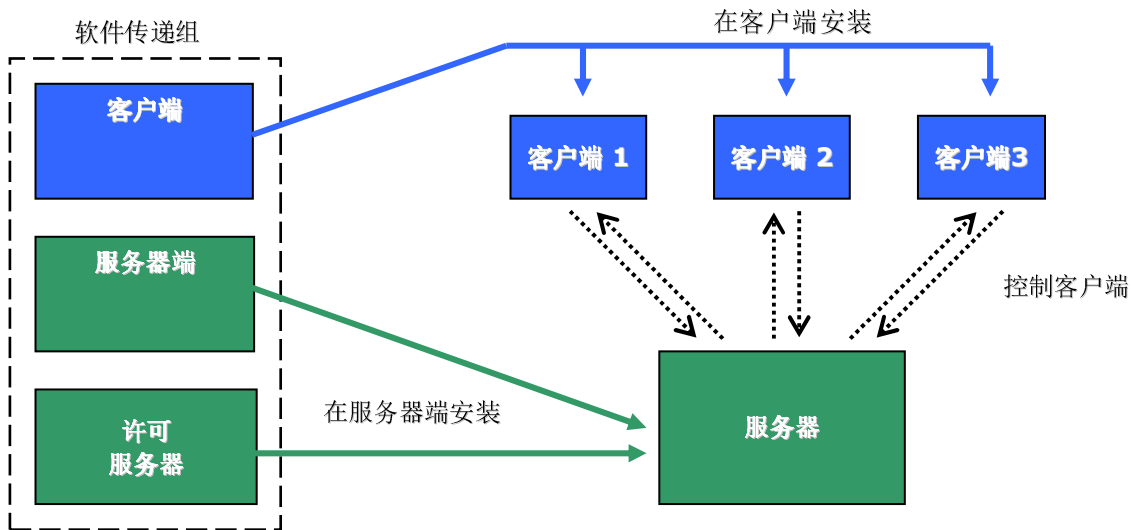 软件传递组
在客户端安装
客户端
客户端 1
客户端 2
客户端3
服务器端
控制客户端
在服务器端安装
许可
服务器
服务器